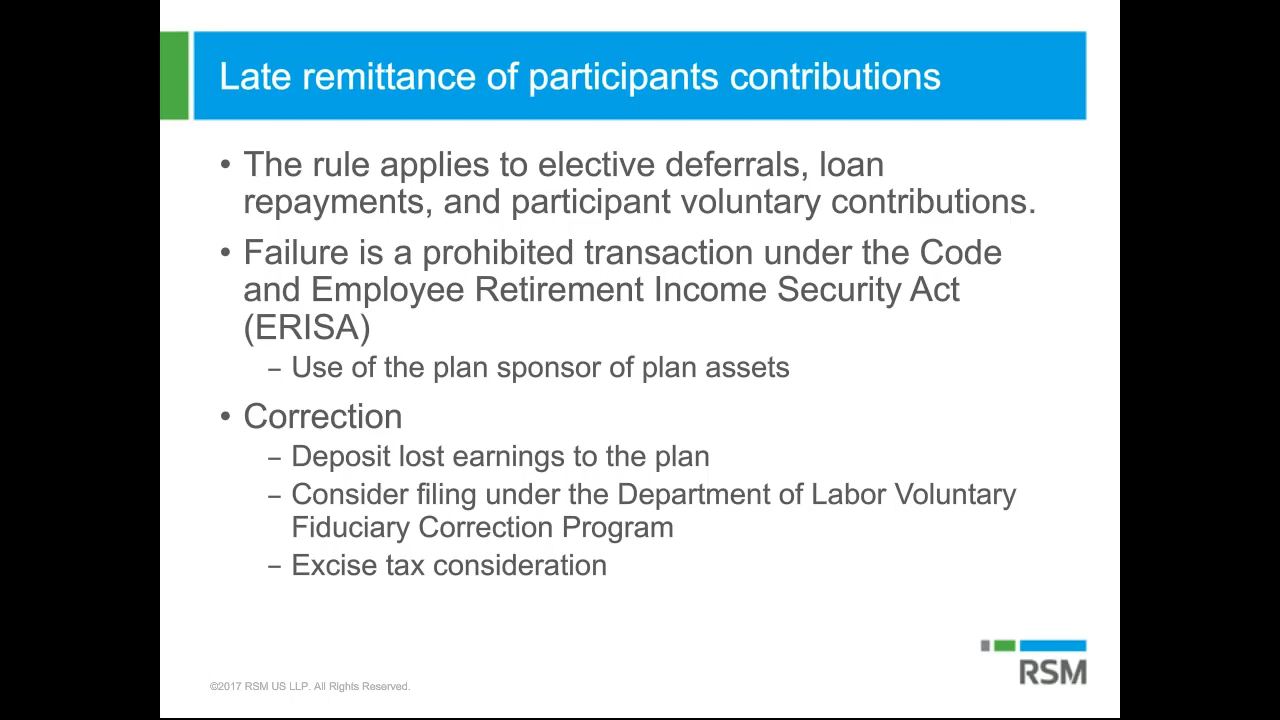 Late remittance of participants contributions
• The rule applies to elective deferrals, loan
repayments, and participant voluntary contributions.
• Failure is a prohibited transaction under the Code
and Employee Retirement Income Security Act
(ERISA)
– Use of the plan sponsor of plan assets
• Correction
– Deposit lost earnings to the plan
– Consider filing under the Department of Labor Voluntary
Fiduciary Correction Program
– Excise tax consideration
RSM
©2017 RSM US LLP. All Rights Reserved.